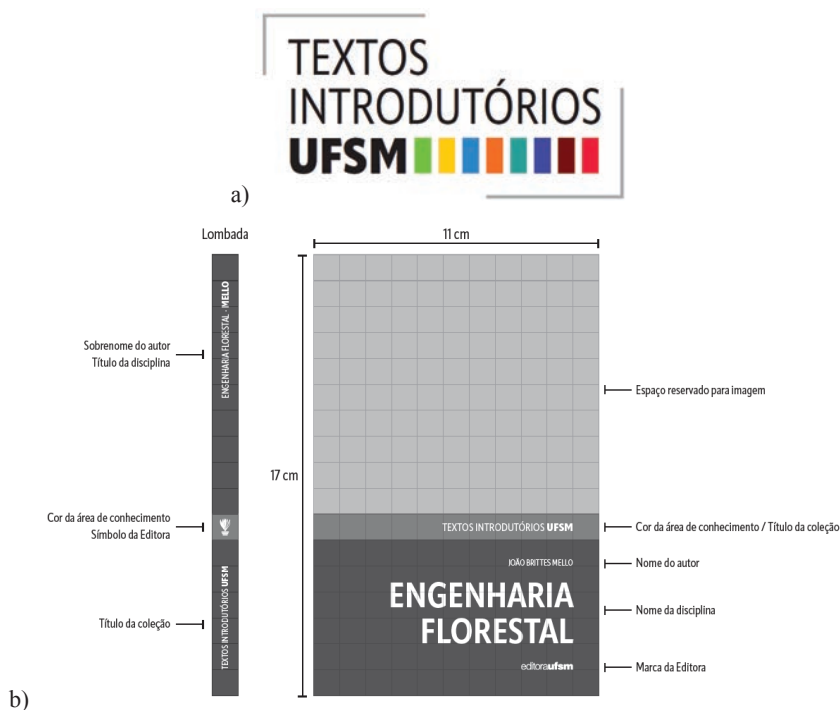 TEXTOS
INTRODUTÓRIOS
UFSM
a)
Lombada
11 cm
Sobrenome do autor
Título da disciplina
ENGENHARIA FLORESTAL - MELLO
Espaço reservado para imagem
17 cm
Cor da área de conhecimento
Símbolo da Editora
TEXTOS INTRODUTÓRIOS UFSM
Cor da área de conhecimento / Título da coleção
JOÃO BRITTES MELLO
Nome do autor
ENGENHARIA
FLORESTAL
Nome da disciplina
Título da coleção
TEXTOS INTRODUTÓRIOS UFSM
editoraufsm
Marca da Editora
b)